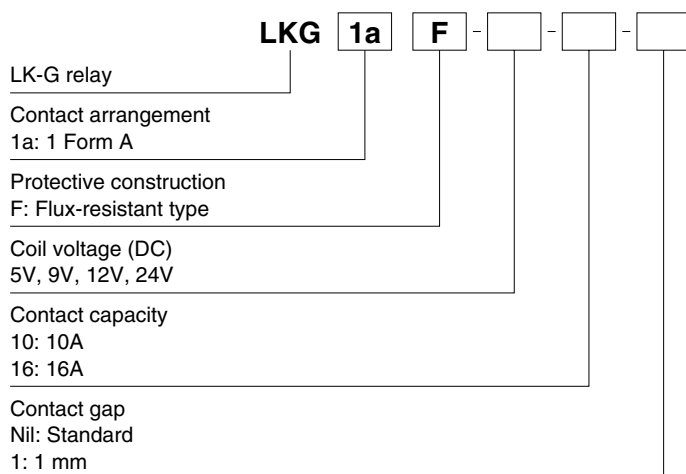 LKG 1a F - -  -
LK-G relay
Contact arrangement
1a: 1 Form A
Protective construction
F: Flux-resistant type
Coil voltage (DC)
5V, 9V, 12V, 24V
Contact capacity
10: 10A
16: 16A
Contact gap
Nil: Standard
1: 1 mm